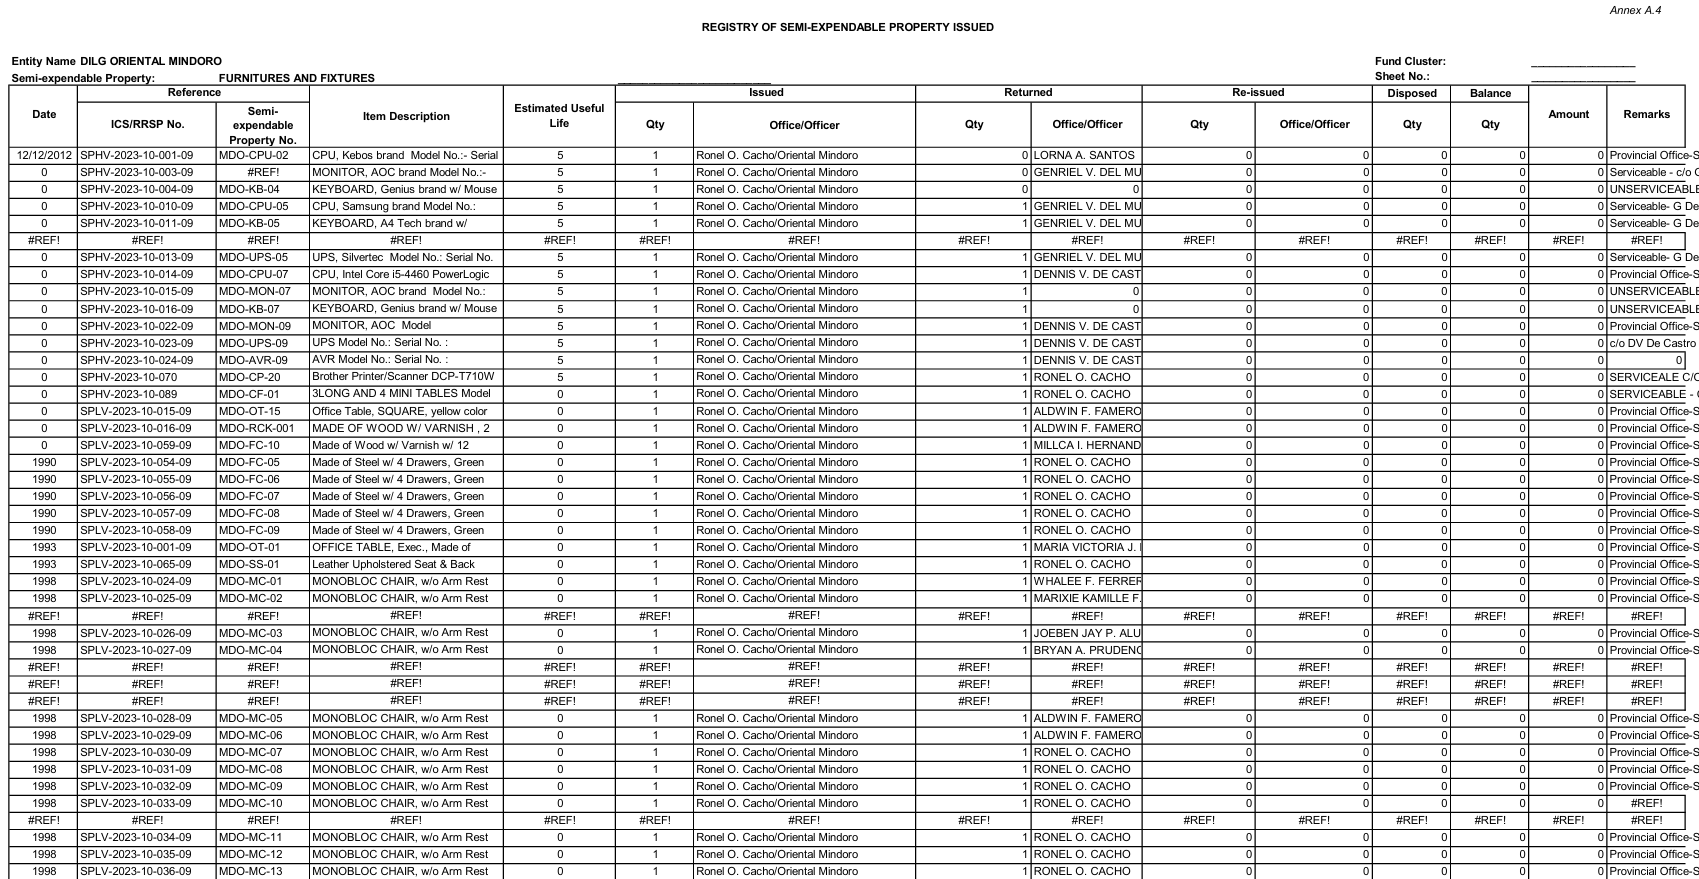 Annex A.4
REGISTRY OF SEMI-EXPENDABLE PROPERTY ISSUED
Entity Name DILG ORIENTAL MINDORO Fund Cluster: ________________
Semi-expendable Property: FURNITURES AND FIXTURES ________________ Sheet No.: ________________
Date Reference Item Description Estimated Useful Life Issued Returned Re-issued Disposed Balance Amount Remarks
ICS/RRSP No. Semi-expendable Property No. Qty Office/Officer Qty Office/Officer Qty Office/Officer Qty Qty
12/12/2012 SPHV-2023-10-001-09 MDO-CPU-02 CPU, Kebos brand Model No.:- Serial 5 1 Ronel O. Cacho/Oriental Mindoro 0 LORNA A. SANTOS 0 0 0 0 0 Provincial Office-S
0 SPHV-2023-10-003-09 #REF! MONITOR, AOC brand Model No.:- 5 1 Ronel O. Cacho/Oriental Mindoro 0 GENRIEL V. DEL MU 0 0 0 0 0 Serviceable - c/o
0 SPHV-2023-10-004-09 MDO-KB-04 KEYBOARD, Genius brand w/ Mouse 5 1 Ronel O. Cacho/Oriental Mindoro 0 0 0 0 0 0 0 UNSERVICEABLE
0 SPHV-2023-10-010-09 MDO-CPU-05 CPU, Samsung brand Model No.: 5 1 Ronel O. Cacho/Oriental Mindoro 1 GENRIEL V. DEL MU 0 0 0 0 0 Serviceable- G De
0 SPHV-2023-10-011-09 MDO-KB-05 KEYBOARD, A4 Tech brand w/ 5 1 Ronel O. Cacho/Oriental Mindoro 1 GENRIEL V. DEL MU 0 0 0 0 0 Serviceable- G De
#REF! #REF! #REF! #REF! #REF! #REF! #REF! #REF! #REF! #REF! #REF! #REF! #REF! #REF! #REF!
0 SPHV-2023-10-013-09 MDO-UPS-05 UPS, Silvertec Model No.: Serial No. 5 1 Ronel O. Cacho/Oriental Mindoro 1 GENRIEL V. DEL MU 0 0 0 0 0 Serviceable- G De
0 SPHV-2023-10-014-09 MDO-CPU-07 CPU, Intel Core i5-4460 PowerLogic 5 1 Ronel O. Cacho/Oriental Mindoro 1 DENNIS V. DE CAST 0 0 0 0 0 Provincial Office-S
0 SPHV-2023-10-015-09 MDO-MON-07 MONITOR, AOC brand Model No.: 5 1 Ronel O. Cacho/Oriental Mindoro 1 0 0 0 0 0 0 UNSERVICEABLE
0 SPHV-2023-10-016-09 MDO-KB-07 KEYBOARD, Genius brand w/ Mouse 5 1 Ronel O. Cacho/Oriental Mindoro 1 0 0 0 0 0 0 UNSERVICEABLE
0 SPHV-2023-10-022-09 MDO-MON-09 MONITOR, AOC Model 5 1 Ronel O. Cacho/Oriental Mindoro 1 DENNIS V. DE CAST 0 0 0 0 0 Provincial Office-S
0 SPHV-2023-10-023-09 MDO-UPS-09 UPS Model No.: Serial No. : 5 1 Ronel O. Cacho/Oriental Mindoro 1 DENNIS V. DE CAST 0 0 0 0 0 c/o DV De Castro
0 SPHV-2023-10-024-09 MDO-AVR-09 AVR Model No.: Serial No. : 5 1 Ronel O. Cacho/Oriental Mindoro 1 DENNIS V. DE CAST 0 0 0 0 0 0
0 SPHV-2023-10-070 MDO-CP-20 Brother Printer/Scanner DCP-T710W 5 1 Ronel O. Cacho/Oriental Mindoro 1 RONEL O. CACHO 0 0 0 0 0 SERVICEALE C/O
0 SPHV-2023-10-089 MDO-CF-01 3LONG AND 4 MINI TABLES Model 0 1 Ronel O. Cacho/Oriental Mindoro 1 RONEL O. CACHO 0 0 0 0 0 SERVICEABLE -
0 SPLV-2023-10-015-09 MDO-OT-15 Office Table, SQUARE, yellow color 0 1 Ronel O. Cacho/Oriental Mindoro 1 ALDWIN F. FAMERO 0 0 0 0 0 Provincial Office-S
0 SPLV-2023-10-016-09 MDO-RCK-001 MADE OF WOOD W/ VARNISH , 2 0 1 Ronel O. Cacho/Oriental Mindoro 1 ALDWIN F. FAMERO 0 0 0 0 0 Provincial Office-S
0 SPLV-2023-10-059-09 MDO-FC-10 Made of Wood w/ Varnish w/ 12 0 1 Ronel O. Cacho/Oriental Mindoro 1 MILLCA I. HERNAND 0 0 0 0 0 Provincial Office-S
1990 SPLV-2023-10-054-09 MDO-FC-05 Made of Steel w/ 4 Drawers, Green 0 1 Ronel O. Cacho/Oriental Mindoro 1 RONEL O. CACHO 0 0 0 0 0 Provincial Office-S
1990 SPLV-2023-10-055-09 MDO-FC-06 Made of Steel w/ 4 Drawers, Green 0 1 Ronel O. Cacho/Oriental Mindoro 1 RONEL O. CACHO 0 0 0 0 0 Provincial Office-S
1990 SPLV-2023-10-056-09 MDO-FC-07 Made of Steel w/ 4 Drawers, Green 0 1 Ronel O. Cacho/Oriental Mindoro 1 RONEL O. CACHO 0 0 0 0 0 Provincial Office-S
1990 SPLV-2023-10-057-09 MDO-FC-08 Made of Steel w/ 4 Drawers, Green 0 1 Ronel O. Cacho/Oriental Mindoro 1 RONEL O. CACHO 0 0 0 0 0 Provincial Office-S
1990 SPLV-2023-10-058-09 MDO-FC-09 Made of Steel w/ 4 Drawers, Green 0 1 Ronel O. Cacho/Oriental Mindoro 1 RONEL O. CACHO 0 0 0 0 0 Provincial Office-S
1993 SPLV-2023-10-001-09 MDO-OT-01 OFFICE TABLE, Exec., Made of 0 1 Ronel O. Cacho/Oriental Mindoro 1 MARIA VICTORIA J. 0 0 0 0 0 Provincial Office-S
1993 SPLV-2023-10-065-09 MDO-SS-01 Leather Upholstered Seat & Back 0 1 Ronel O. Cacho/Oriental Mindoro 1 RONEL O. CACHO 0 0 0 0 0 Provincial Office-S
1998 SPLV-2023-10-024-09 MDO-MC-01 MONOBLOC CHAIR, w/o Arm Rest 0 1 Ronel O. Cacho/Oriental Mindoro 1 WHALEE F. FERRER 0 0 0 0 0 Provincial Office-S
1998 SPLV-2023-10-025-09 MDO-MC-02 MONOBLOC CHAIR, w/o Arm Rest 0 1 Ronel O. Cacho/Oriental Mindoro 1 MARIXIE KAMILLE F. 0 0 0 0 0 Provincial Office-S
#REF! #REF! #REF! #REF! #REF! #REF! #REF! #REF! #REF! #REF! #REF! #REF! #REF! #REF! #REF!
1998 SPLV-2023-10-026-09 MDO-MC-03 MONOBLOC CHAIR, w/o Arm Rest 0 1 Ronel O. Cacho/Oriental Mindoro 1 JOEBEN JAY P. ALU 0 0 0 0 0 Provincial Office-S
1998 SPLV-2023-10-027-09 MDO-MC-04 MONOBLOC CHAIR, w/o Arm Rest 0 1 Ronel O. Cacho/Oriental Mindoro 1 BRYAN A. PRUDENC 0 0 0 0 0 Provincial Office-S
#REF! #REF! #REF! #REF! #REF! #REF! #REF! #REF! #REF! #REF! #REF! #REF! #REF! #REF! #REF!
#REF! #REF! #REF! #REF! #REF! #REF! #REF! #REF! #REF! #REF! #REF! #REF! #REF! #REF! #REF!
#REF! #REF! #REF! #REF! #REF! #REF! #REF! #REF! #REF! #REF! #REF! #REF! #REF! #REF! #REF!
1998 SPLV-2023-10-028-09 MDO-MC-05 MONOBLOC CHAIR, w/o Arm Rest 0 1 Ronel O. Cacho/Oriental Mindoro 1 ALDWIN F. FAMERO 0 0 0 0 0 Provincial Office-S
1998 SPLV-2023-10-029-09 MDO-MC-06 MONOBLOC CHAIR, w/o Arm Rest 0 1 Ronel O. Cacho/Oriental Mindoro 1 ALDWIN F. FAMERO 0 0 0 0 0 Provincial Office-S
1998 SPLV-2023-10-030-09 MDO-MC-07 MONOBLOC CHAIR, w/o Arm Rest 0 1 Ronel O. Cacho/Oriental Mindoro 1 RONEL O. CACHO 0 0 0 0 0 Provincial Office-S
1998 SPLV-2023-10-031-09 MDO-MC-08 MONOBLOC CHAIR, w/o Arm Rest 0 1 Ronel O. Cacho/Oriental Mindoro 1 RONEL O. CACHO 0 0 0 0 0 Provincial Office-S
1998 SPLV-2023-10-032-09 MDO-MC-09 MONOBLOC CHAIR, w/o Arm Rest 0 1 Ronel O. Cacho/Oriental Mindoro 1 RONEL O. CACHO 0 0 0 0 0 Provincial Office-S
1998 SPLV-2023-10-033-09 MDO-MC-10 MONOBLOC CHAIR, w/o Arm Rest 0 1 Ronel O. Cacho/Oriental Mindoro 1 RONEL O. CACHO 0 0 0 0 0 #REF!
#REF! #REF! #REF! #REF! #REF! #REF! #REF! #REF! #REF! #REF! #REF! #REF! #REF! #REF! #REF!
1998 SPLV-2023-10-034-09 MDO-MC-11 MONOBLOC CHAIR, w/o Arm Rest 0 1 Ronel O. Cacho/Oriental Mindoro 1 RONEL O. CACHO 0 0 0 0 0 Provincial Office-S
1998 SPLV-2023-10-035-09 MDO-MC-12 MONOBLOC CHAIR, w/o Arm Rest 0 1 Ronel O. Cacho/Oriental Mindoro 1 RONEL O. CACHO 0 0 0 0 0 Provincial Office-S
1998 SPLV-2023-10-036-09 MDO-MC-13 MONOBLOC CHAIR, w/o Arm Rest 0 1 Ronel O. Cacho/Oriental Mindoro 1 RONEL O. CACHO 0 0 0 0 0 Provincial Office-S